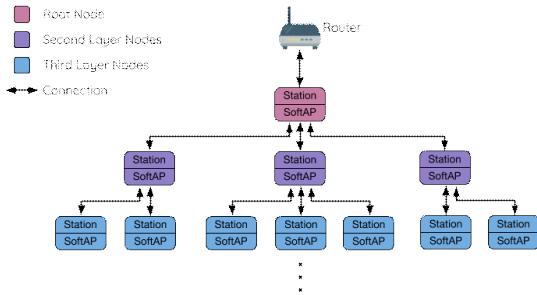 Root Node
Second Layer Nodes
Third Layer Nodes
Connection
Router
Station
SoftAP
Station
SoftAP
Station
SoftAP
Station
SoftAP
Station
SoftAP
Station
SoftAP
Station
SoftAP
Station
SoftAP
Station
SoftAP
Station
SoftAP
Station
SoftAP